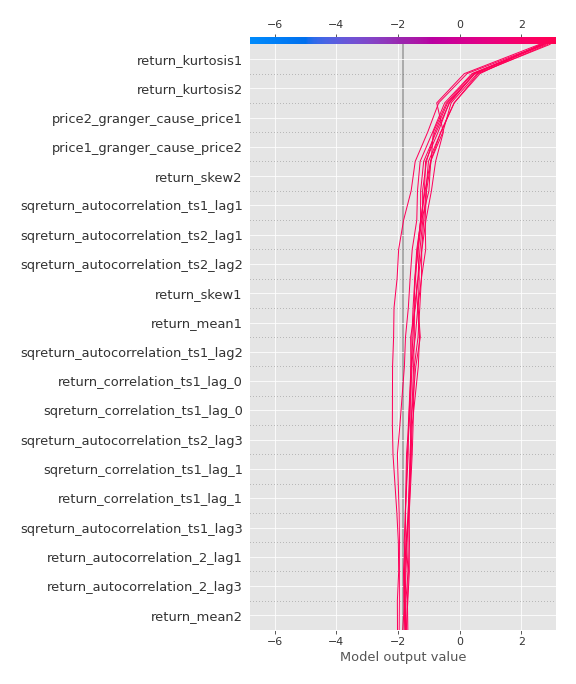 −6 −4 −2 0 2
return_kurtosis1
return_kurtosis2
price2_granger_cause_price1
price1_granger_cause_price2
return_skew2
sqreturn_autocorrelation_ts1_lag1
sqreturn_autocorrelation_ts2_lag1
sqreturn_autocorrelation_ts2_lag2
return_skew1
return_mean1
sqreturn_autocorrelation_ts1_lag2
return_correlation_ts1_lag_0
sqreturn_correlation_ts1_lag_0
sqreturn_autocorrelation_ts2_lag3
sqreturn_correlation_ts1_lag_1
return_correlation_ts1_lag_1
sqreturn_autocorrelation_ts1_lag3
return_autocorrelation_2_lag1
return_autocorrelation_2_lag3
return_mean2
−6 −4 −2 0 2
Model output value